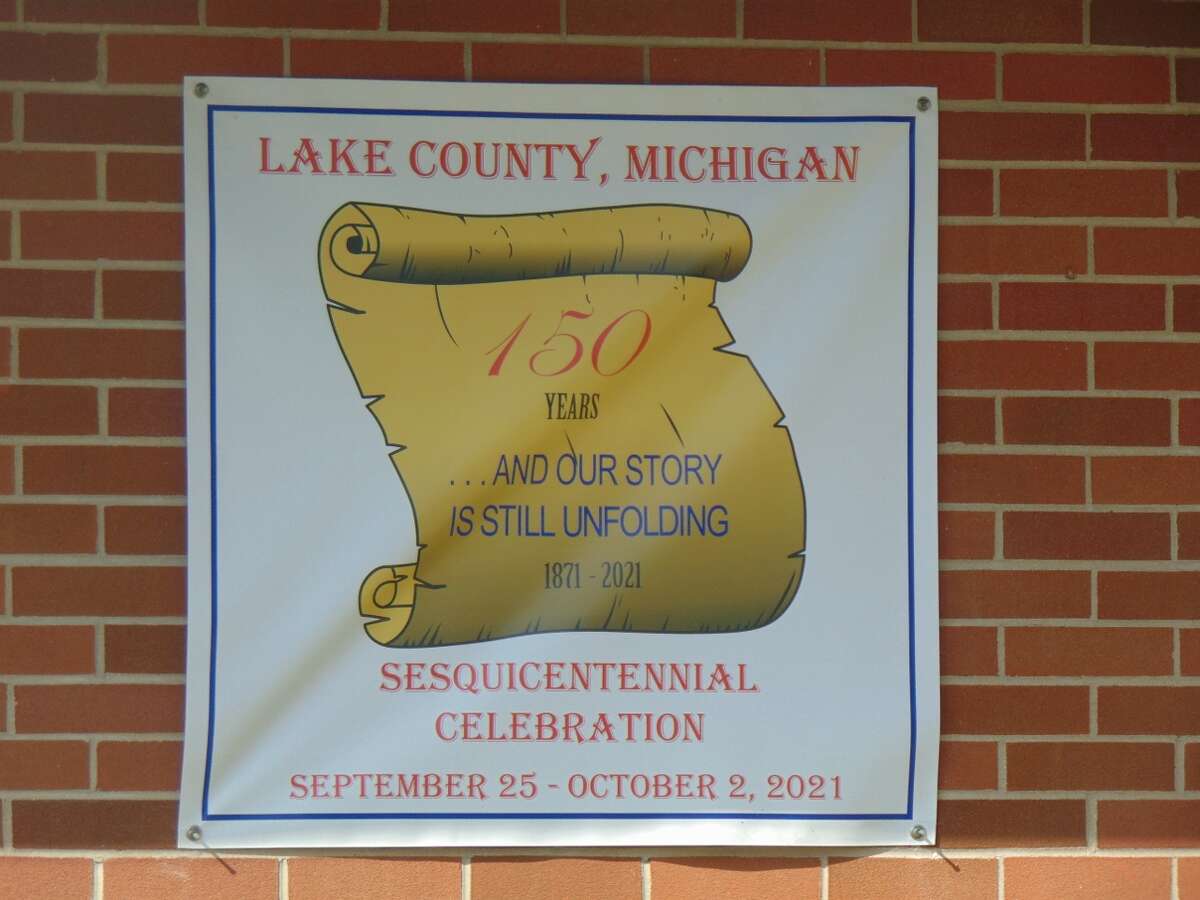 LAKE COUNTY, MICHIGAN
150
YEARS
...AND OUR STORY
IS STILL UNFOLDING
1871 - 2021
SESQUICENTENNIAL
CELEBRATION
SEPTEMBER 25 - OCTOBER 2, 2021